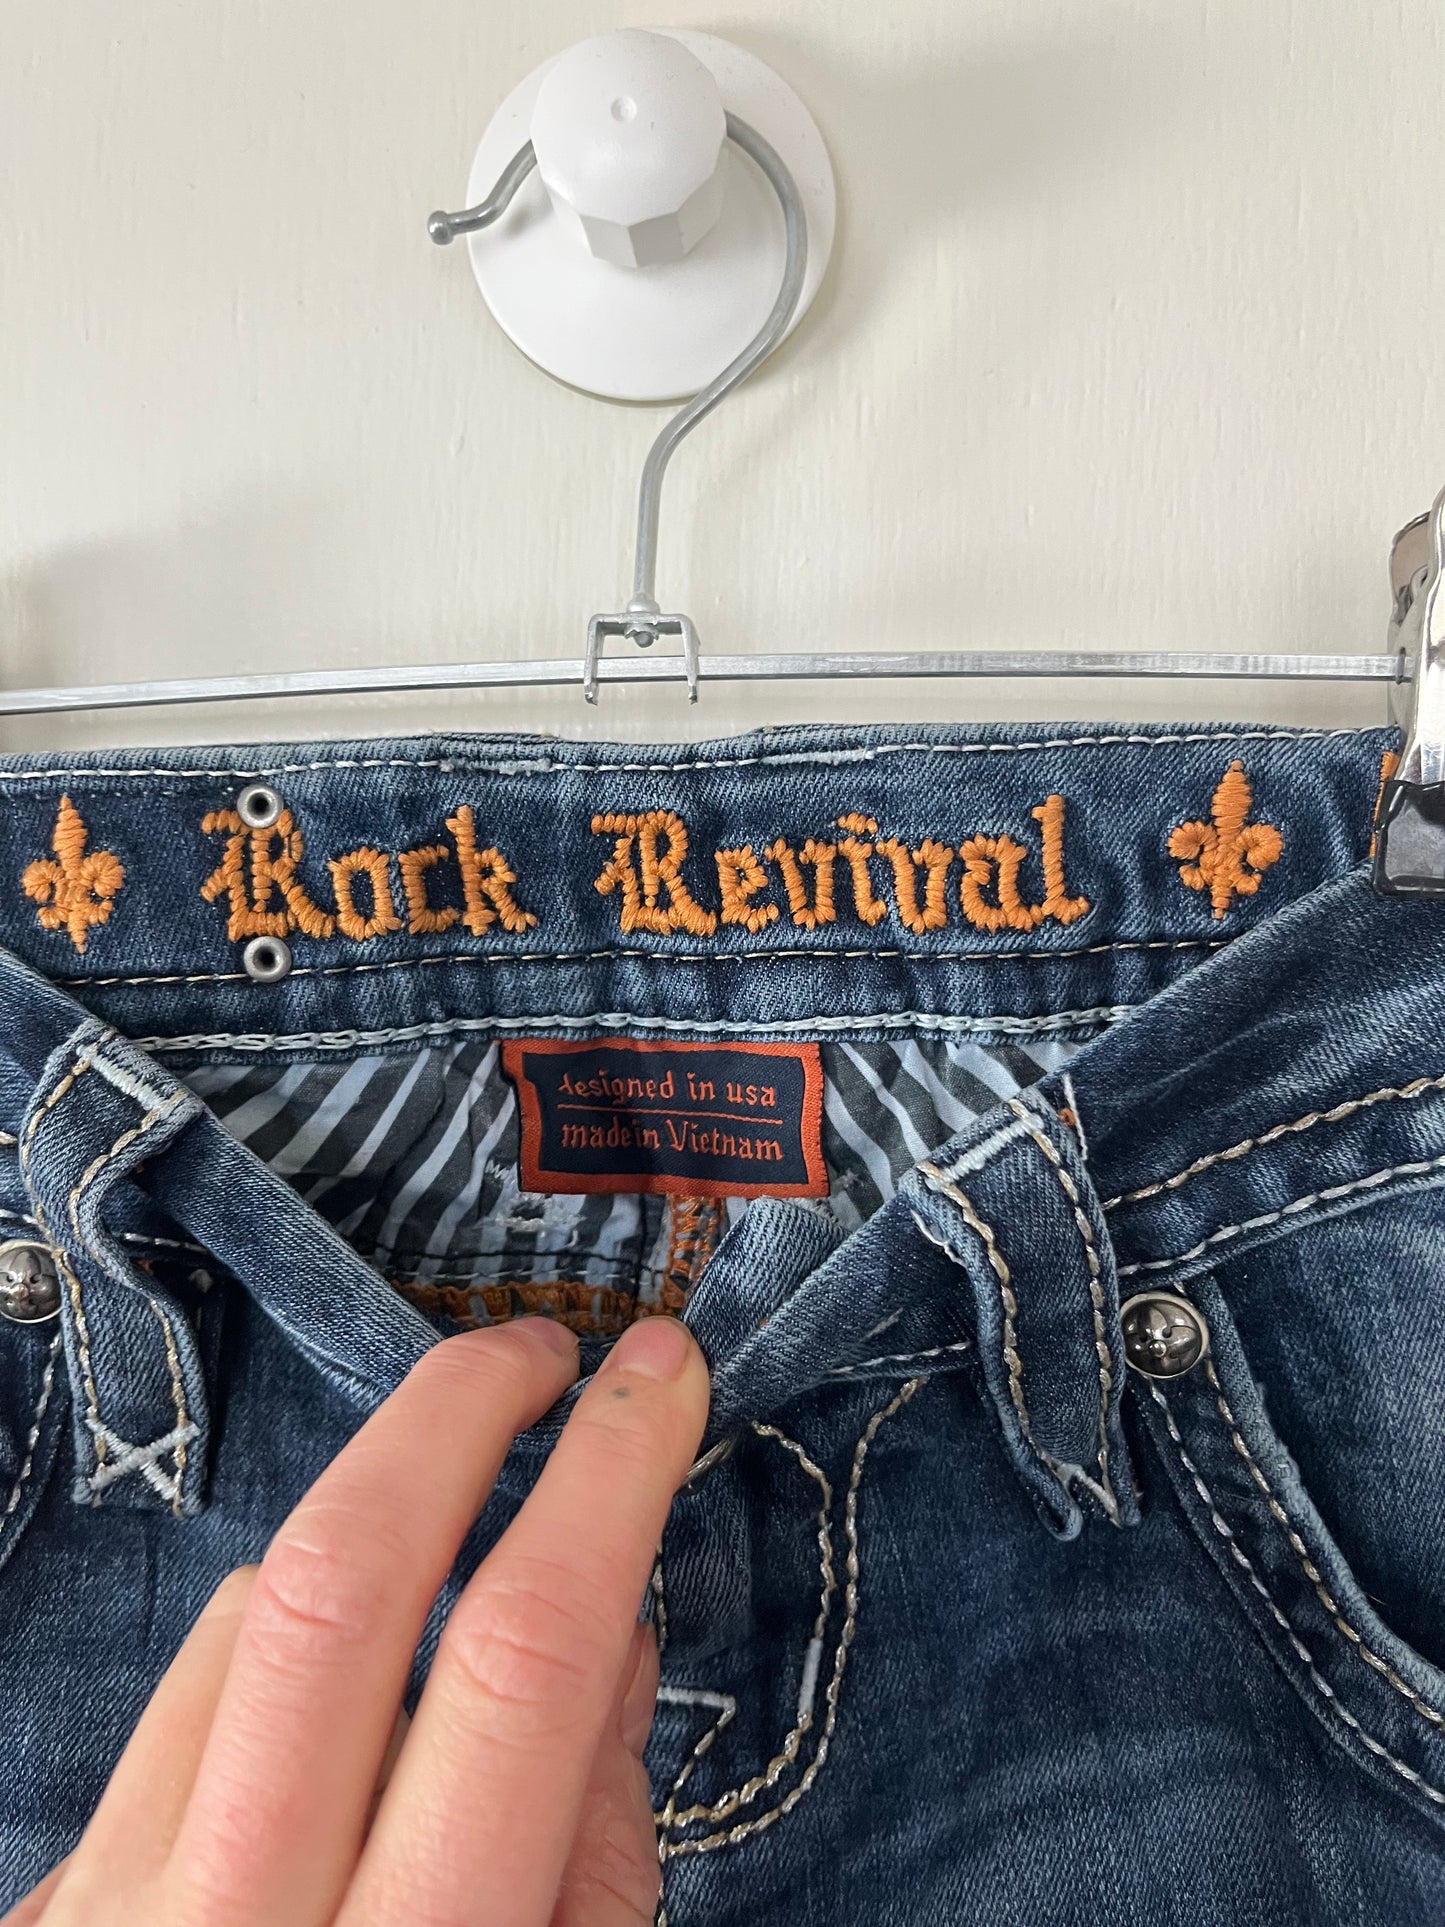 Rock Revival
designed in usa
made in Vietnam